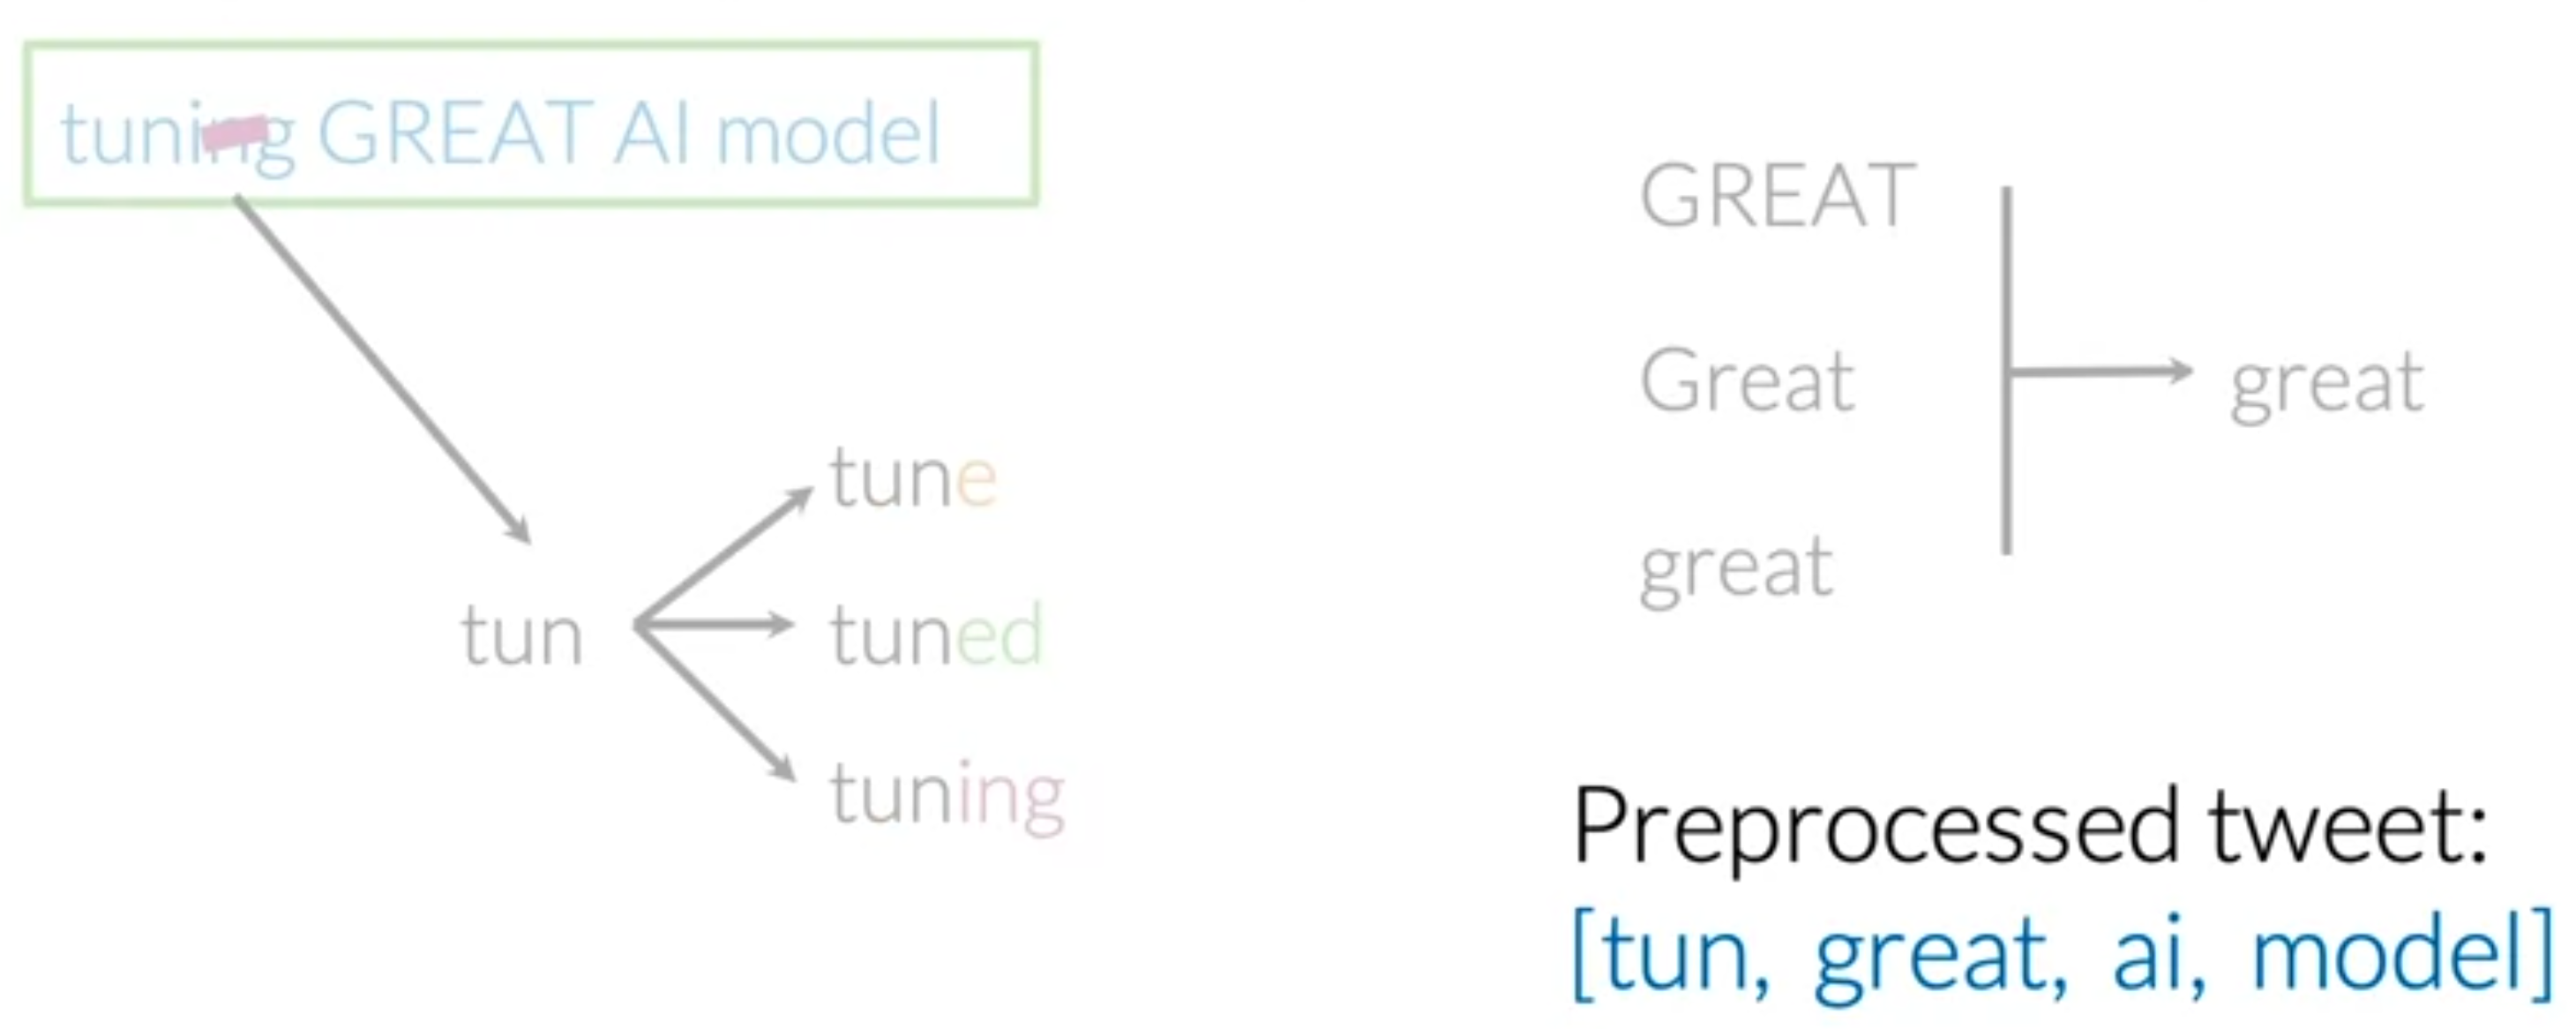 tuning GREAT AI model
tun
tune
tuned
tuning
GREAT
Great
great
great
Preprocessed tweet:
[tun, great, ai, model]